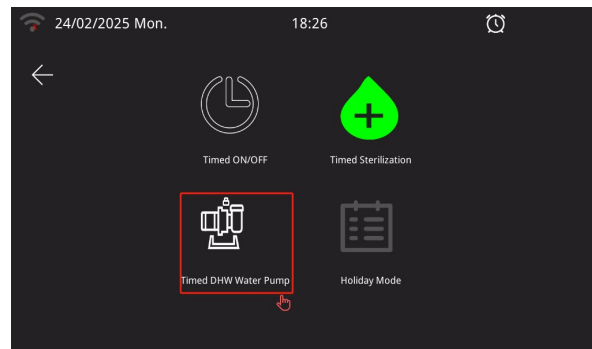 24/02/2025 Mon.
18:26
Timed ON/OFF
Timed Sterilization
Timed DHW Water Pump
Holiday Mode